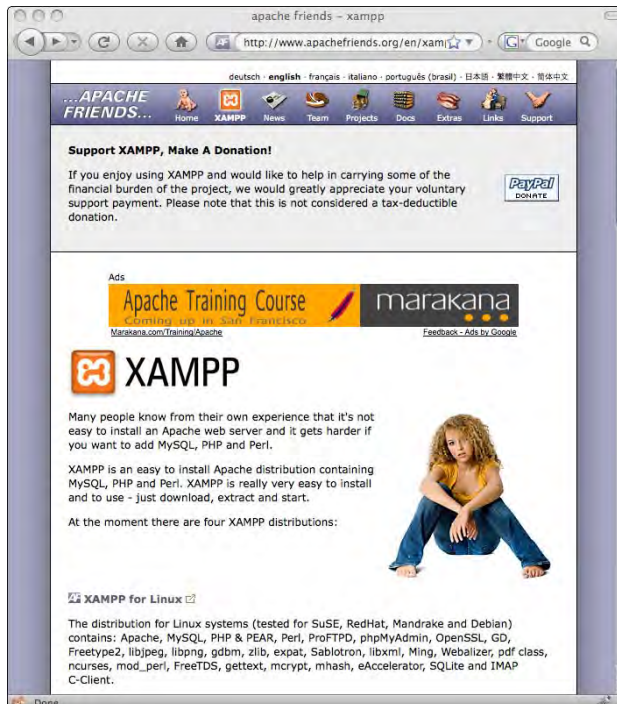 apache friends – xampp
http://www.apachefriends.org/en/xam
Google
deutsch · english · français · italiano · português (brasil) · 日本語 · 繁體中文 · 简体中文
...APACHE
FRIENDS...
Home XAMPP News Team Projects Docs Extras Links Support
Support XAMPP, Make A Donation!
If you enjoy using XAMPP and would like to help in carrying some of the
financial burden of the project, we would greatly appreciate your voluntary
support payment. Please note that this is not considered a tax-deductible
donation.
PayPal
DONATE
Ads
Apache Training Course
Coming up in San Francisco
marakana
Marakana.com/Training/Apache
Feedback - Ads by Google
XAMPP
Many people know from their own experience that it's not
easy to install an Apache web server and it gets harder if
you want to add MySQL, PHP and Perl.
XAMPP is an easy to install Apache distribution containing
MySQL, PHP and Perl. XAMPP is really very easy to install
and to use - just download, extract and start.
At the moment there are four XAMPP distributions:
XAMPP for Linux
The distribution for Linux systems (tested for SuSE, RedHat, Mandrake and Debian)
contains: Apache, MySQL, PHP & PEAR, Perl, ProFTPD, phpMyAdmin, OpenSSL, GD,
Freetype2, libjpeg, libpng, gdbm, zlib, expat, Sablotron, libxml, Ming, Webalizer, pdf class,
ncurses, mod_perl, FreeTDS, gettext, mcrypt, mhash, eAccelerator, SQLite and IMAP
C-Client.
Done